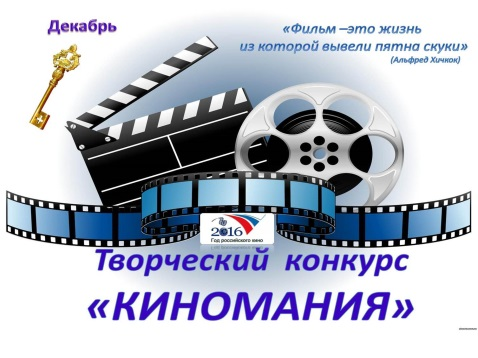 Декабрь
«Фильм –это жизнь
из которой вывели пятна скуки»
(Альфред Хичкок)
2016
Год российского кино
Творческий конкурс
«КИНОМАНИЯ»